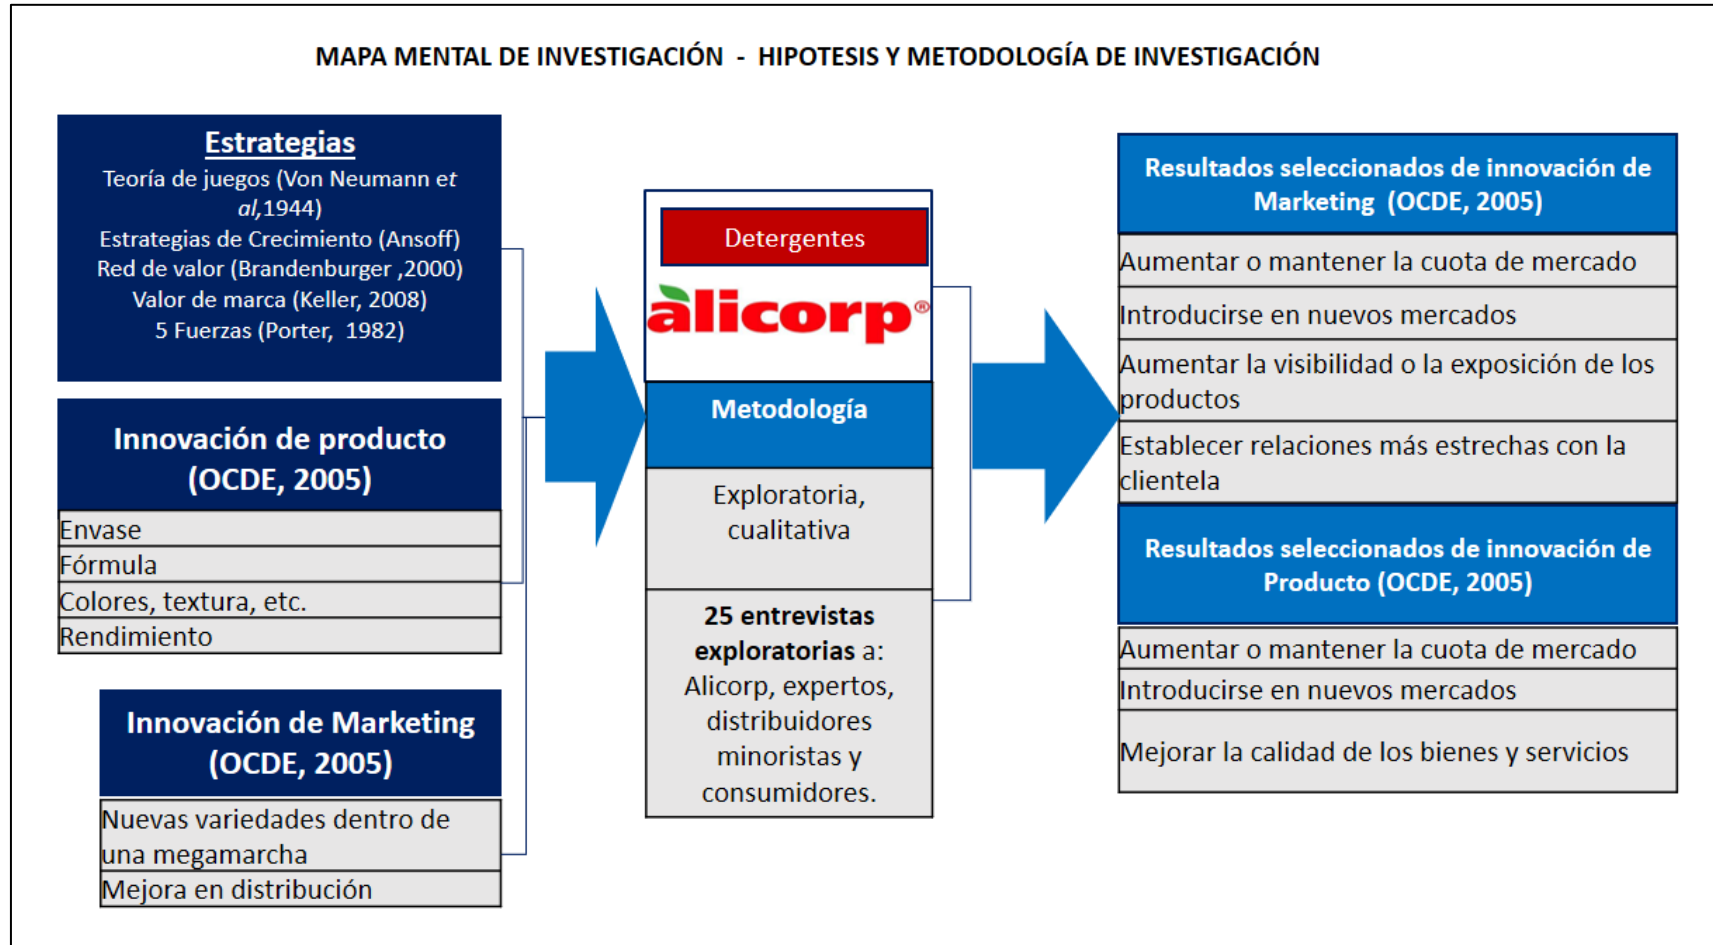 MAPA MENTAL DE INVESTIGACIÓN - HIPOTESIS Y METODOLOGÍA DE INVESTIGACIÓN
Estrategias
Teoría de juegos (Von Neumann et
al,1944)
Estrategias de Crecimiento (Ansoff)
Red de valor (Brandenburger ,2000)
Valor de marca (Keller, 2008)
5 Fuerzas (Porter, 1982)
Innovación de producto
(OCDE, 2005)
Envase
Fórmula
Colores, textura, etc.
Rendimiento
Innovación de Marketing
(OCDE, 2005)
Nuevas variedades dentro de
una megamarcha
Mejora en distribución
Detergentes
alicorp®
Metodología
Exploratoria,
cualitativa
25 entrevistas
exploratorias a:
Alicorp, expertos,
distribuidores
minoristas y
consumidores.
Resultados seleccionados de innovación de
Marketing (OCDE, 2005)
Aumentar o mantener la cuota de mercado
Introducirse en nuevos mercados
Aumentar la visibilidad o la exposición de los
productos
Establecer relaciones más estrechas con la
clientela
Resultados seleccionados de innovación de
Producto (OCDE, 2005)
Aumentar o mantener la cuota de mercado
Introducirse en nuevos mercados
Mejorar la calidad de los bienes y servicios